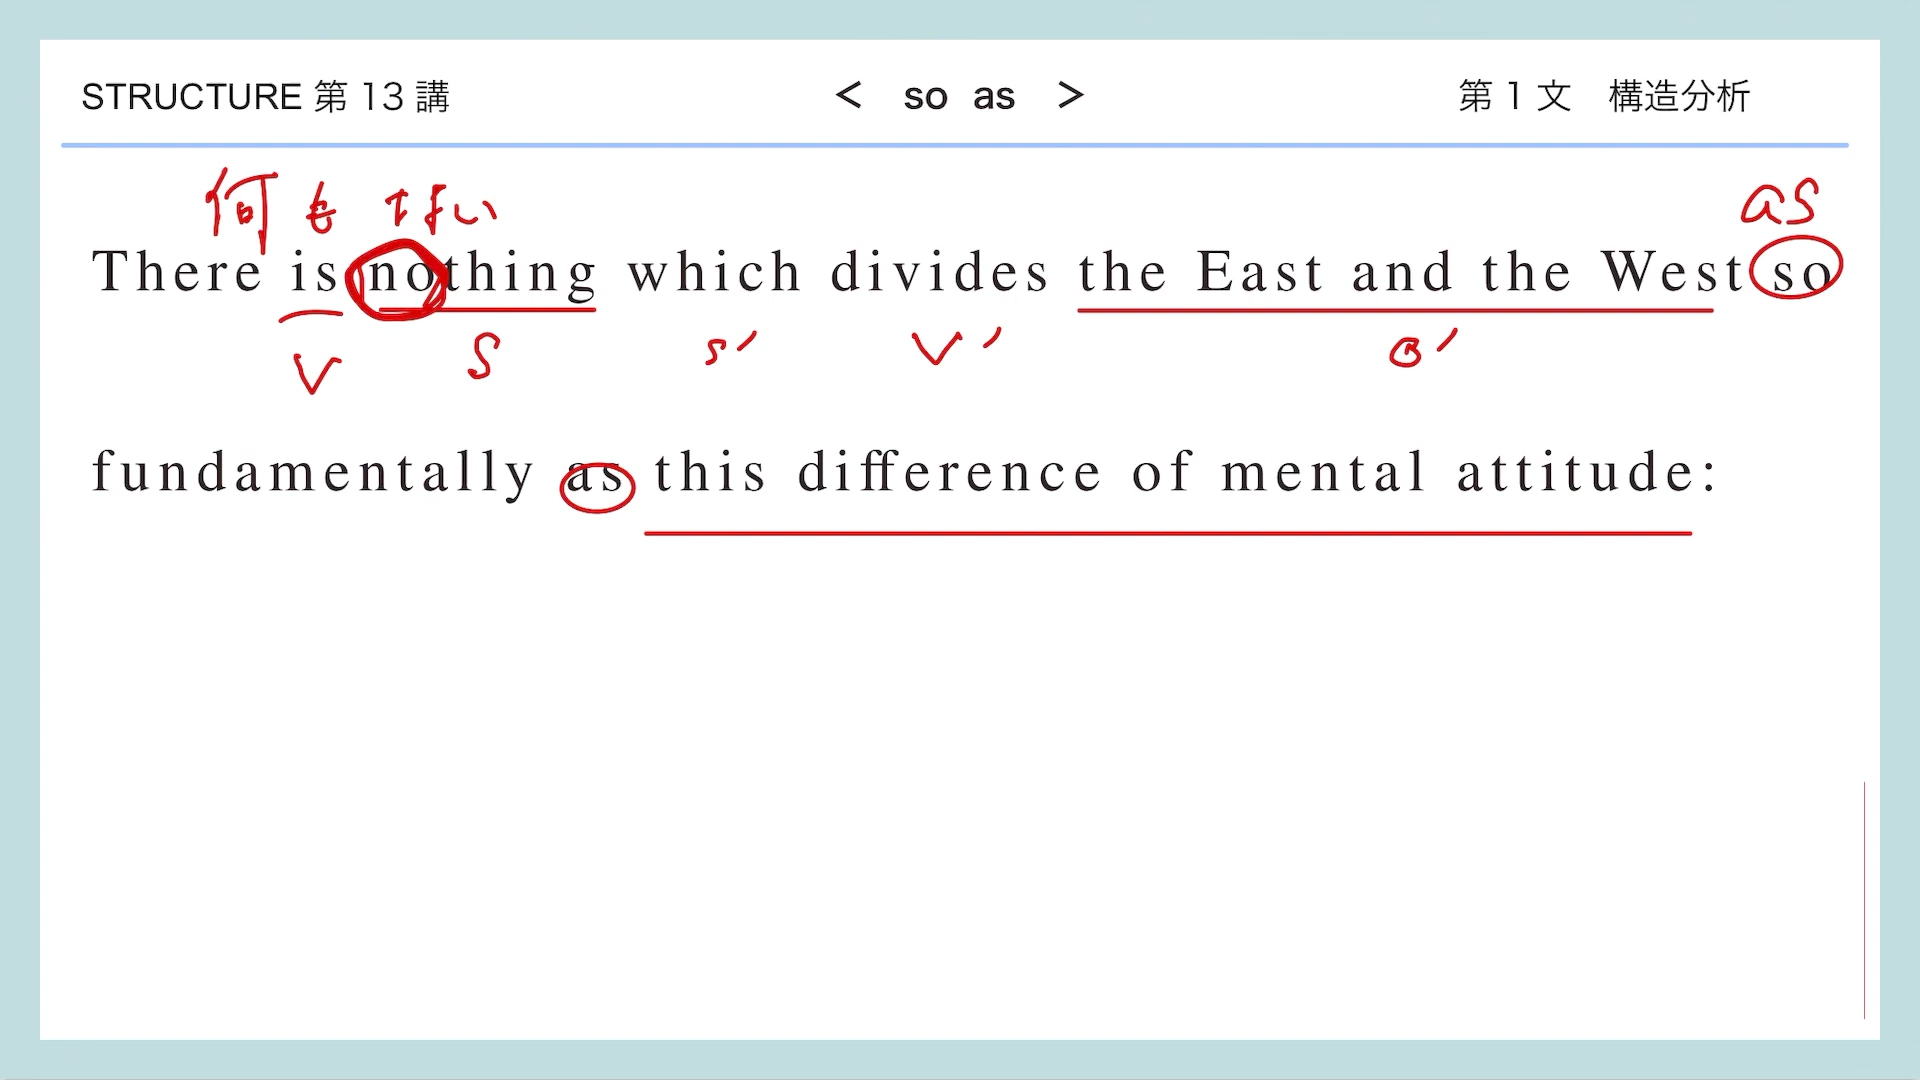 STRUCTURE 第 13 講
< so as >
第 1 文 構造分析
何もない
as
There is nothing which divides the East and the West so
V S s′ V′ o′
fundamentally as this difference of mental attitude: